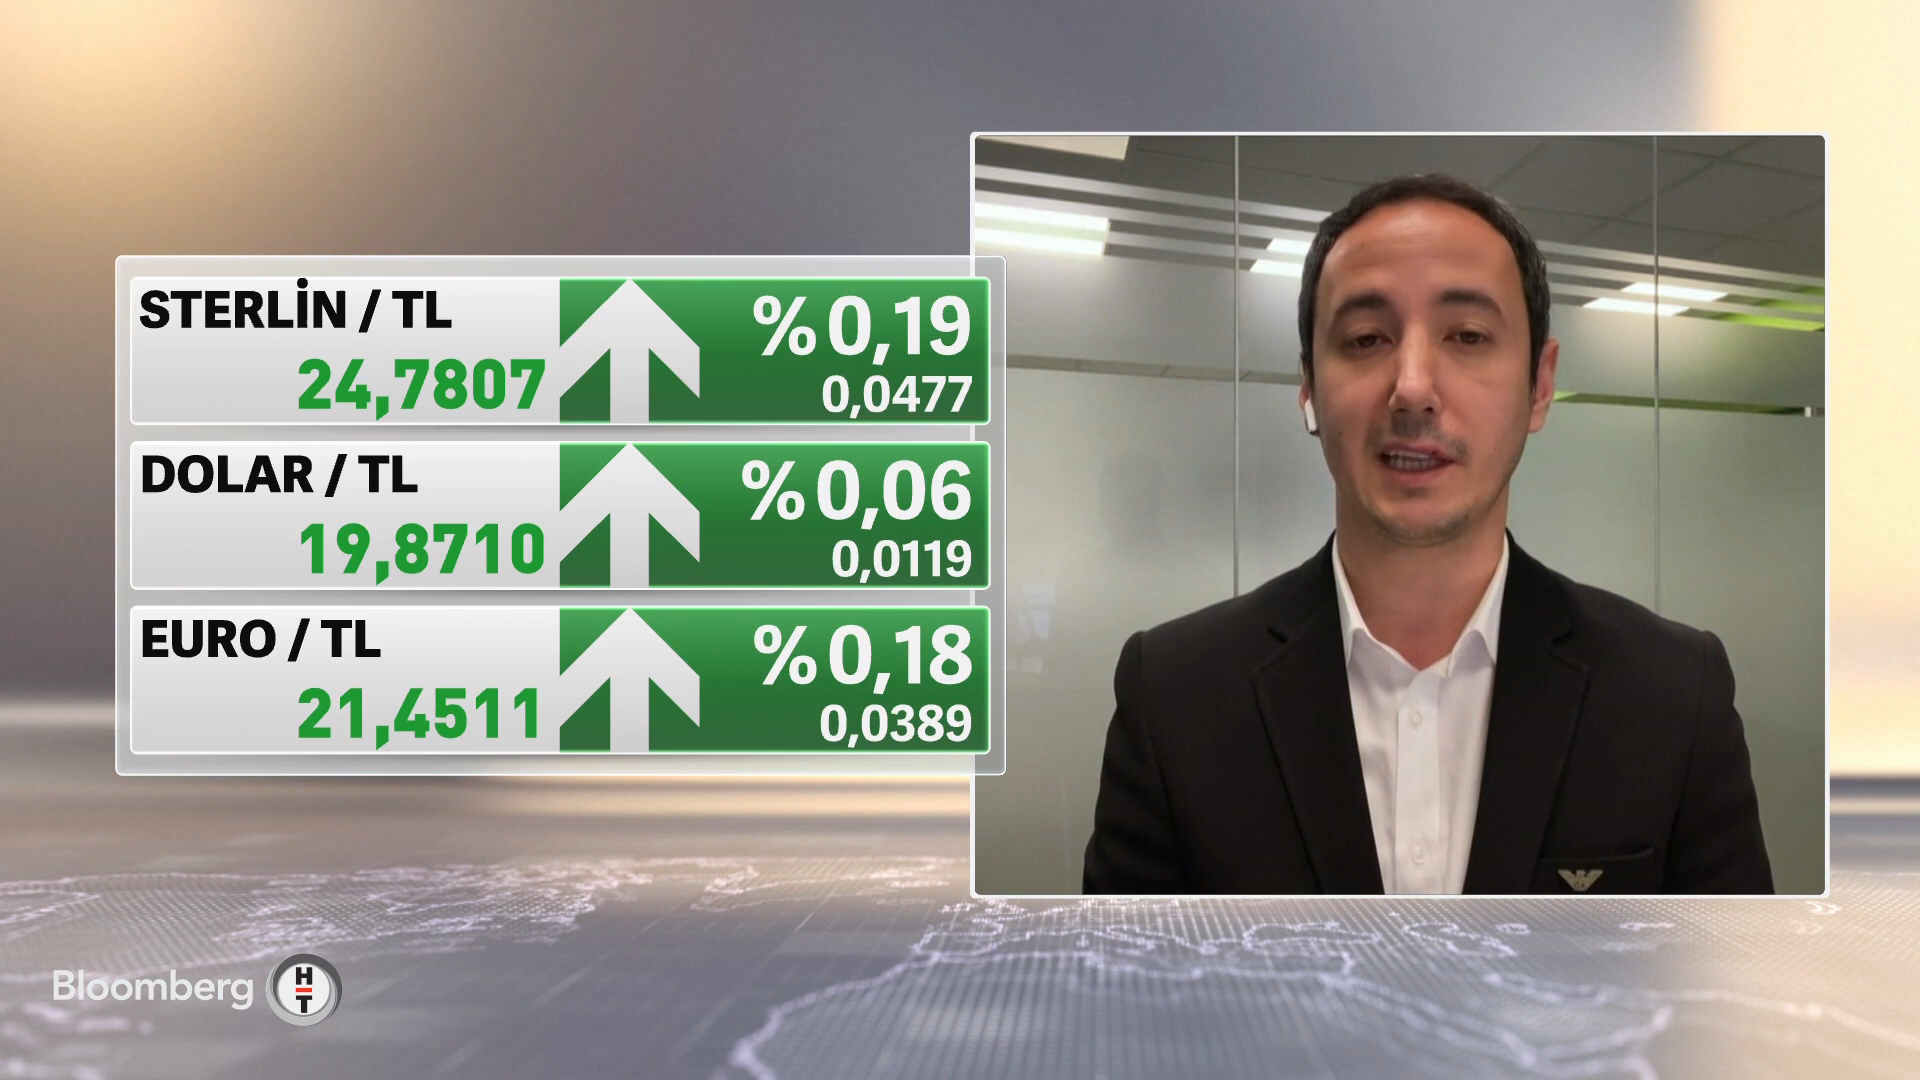 STERLİN / TL
24,7807
%0,19
0,0477
DOLAR / TL
19,8710
%0,06
0,0119
EURO / TL
21,4511
%0,18
0,0389
Bloomberg
H
T